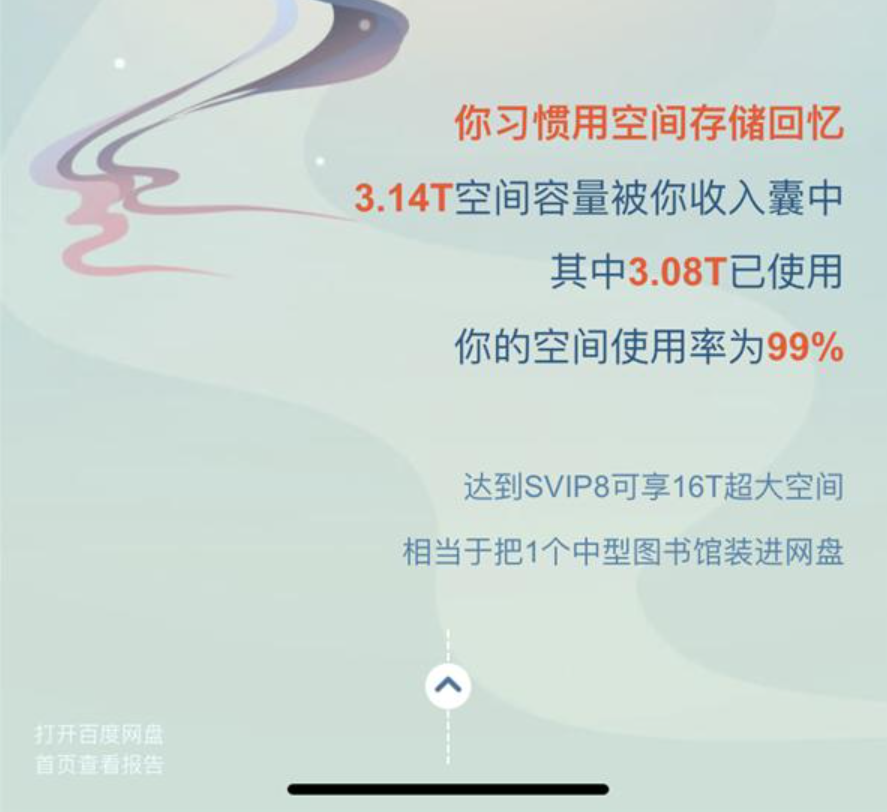 你习惯用空间存储回忆
3.14T空间容量被你收入囊中
其中3.08T已使用
你的空间使用率为99%
达到SVIP8可享16T超大空间
相当于把1个中型图书馆装进网盘
打开百度网盘
首页查看报告